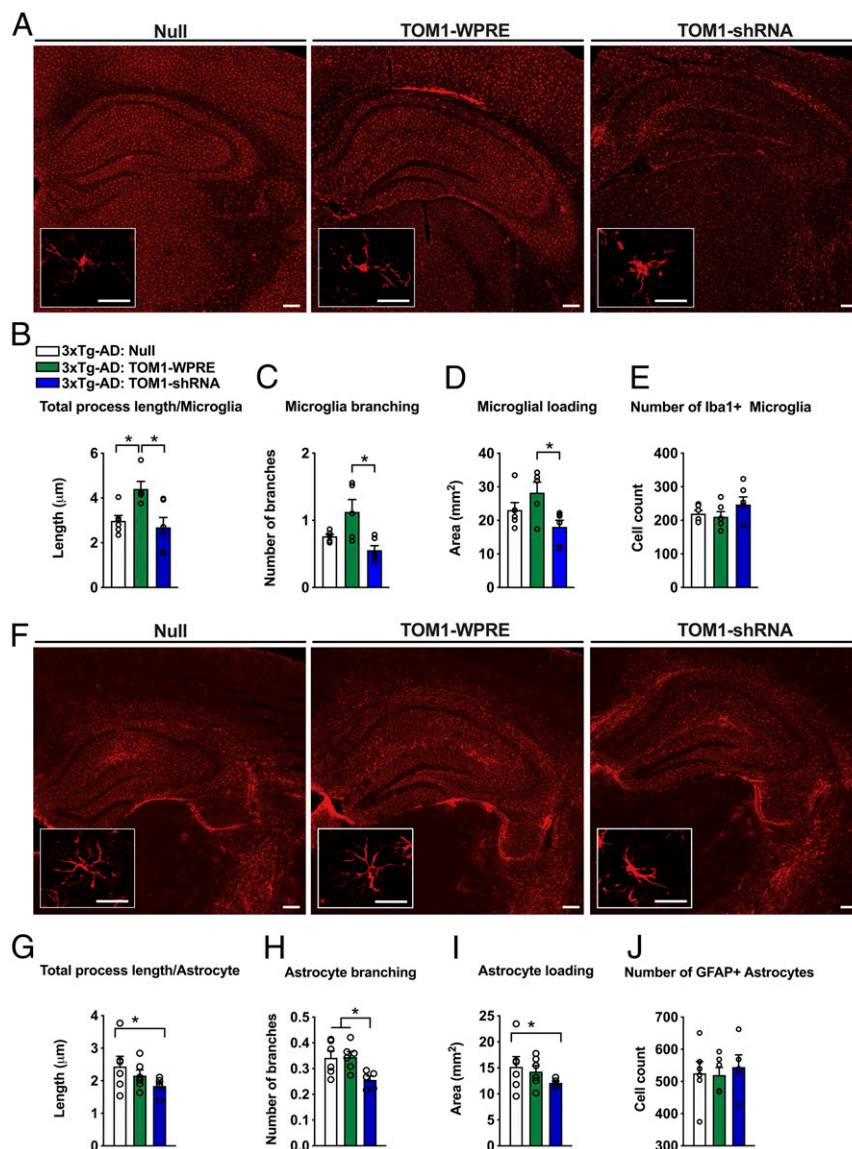 A
Null TOM1-WPRE TOM1-shRNA
B
3xTg-AD: Null
3xTg-AD: TOM1-WPRE
3xTg-AD: TOM1-shRNA
Total process length/Microglia
Length (μm)
6
4
2
0
* *
C
Microglia branching
Number of branches
2
1
0
*
D
Microglial loading
Area (mm²)
40
30
20
10
0
*
E
Number of Iba1+ Microglia
Cell count
400
300
200
100
0
F
Null TOM1-WPRE TOM1-shRNA
G
Total process length/Astrocyte
Length (μm)
4
3
2
1
0
*
H
Astrocyte branching
Number of branches
0.5
0.4
0.3
0.2
0.1
0.0
*
I
Astrocyte loading
Area (mm²)
25
20
15
10
5
0
*
J
Number of GFAP+ Astrocytes
Cell count
700
600
500
400
300